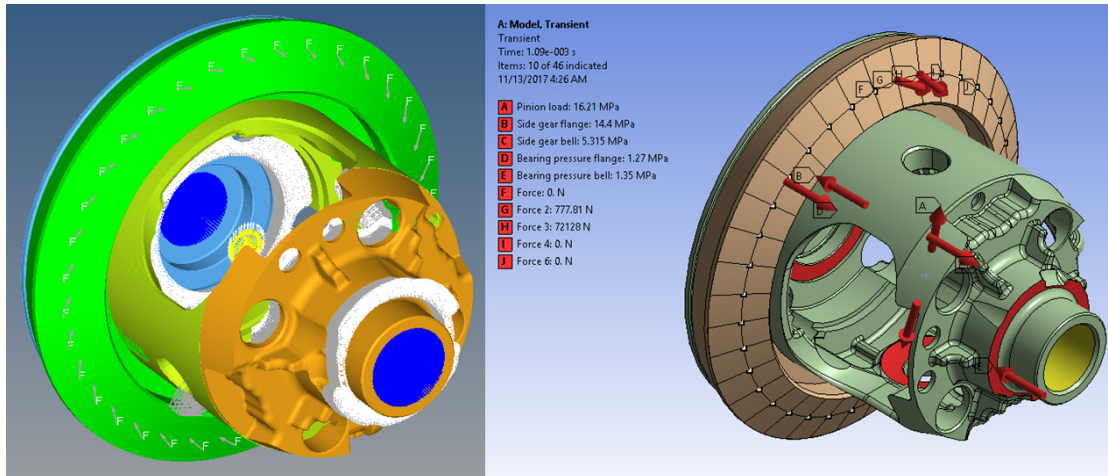 A: Model, Transient
Transient
Time: 1.09e-003 s
Items: 10 of 46 indicated
11/13/2017 4:26 AM
A Pinion load: 16.21 MPa
B Side gear flange: 14.4 MPa
C Side gear bell: 5.315 MPa
D Bearing pressure flange: 1.27 MPa
E Bearing pressure bell: 1.35 MPa
F Force: 0. N
G Force 2: 777.81 N
H Force 3: 72128 N
I Force 4: 0. N
J Force 6: 0. N
F F F F F F F F F F F F F F F F F F F F F F
F G H I J
B
D
A